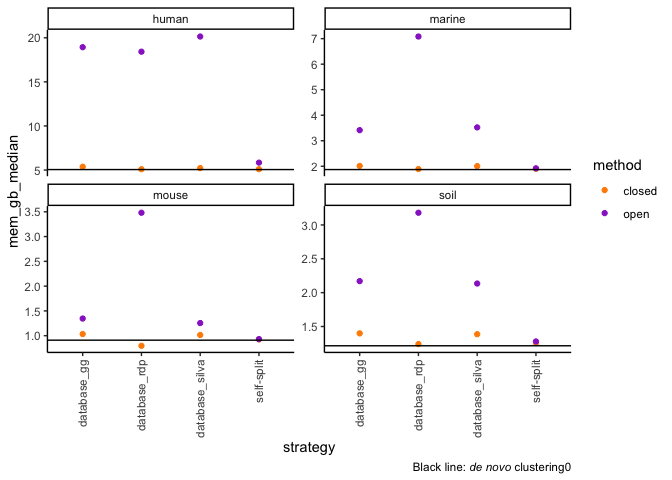 human
marine
20
15
10
5
7
6
5
4
3
2
mem_gb_median
mouse
soil
3.5
3.0
2.5
2.0
1.5
1.0
3.0
2.5
2.0
1.5
database_gg
database_rdp
database_silva
self-split
database_gg
database_rdp
database_silva
self-split
strategy
method
closed
open
Black line: de novo clustering0